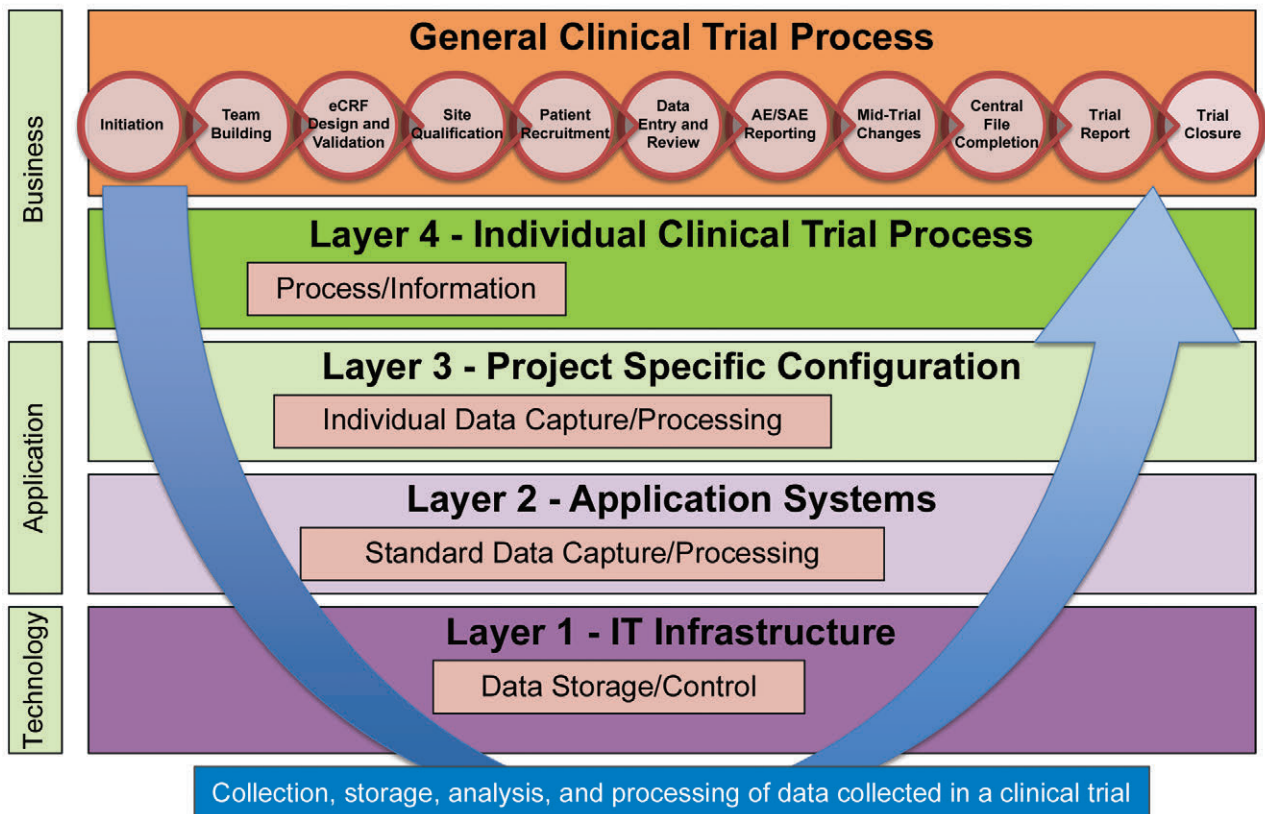 Business
General Clinical Trial Process
Initiation
Team
Building
eCRF
Design and
Validation
Site
Qualification
Patient
Recruitment
Data
Entry and
Review
AE/SAE
Reporting
Mid-Trial
Changes
Central
File
Completion
Trial
Report
Trial
Closure
Layer 4 - Individual Clinical Trial Process
Process/Information
Application
Layer 3 - Project Specific Configuration
Individual Data Capture/Processing
Layer 2 - Application Systems
Standard Data Capture/Processing
Technology
Layer 1 - IT Infrastructure
Data Storage/Control
Collection, storage, analysis, and processing of data collected in a clinical trial